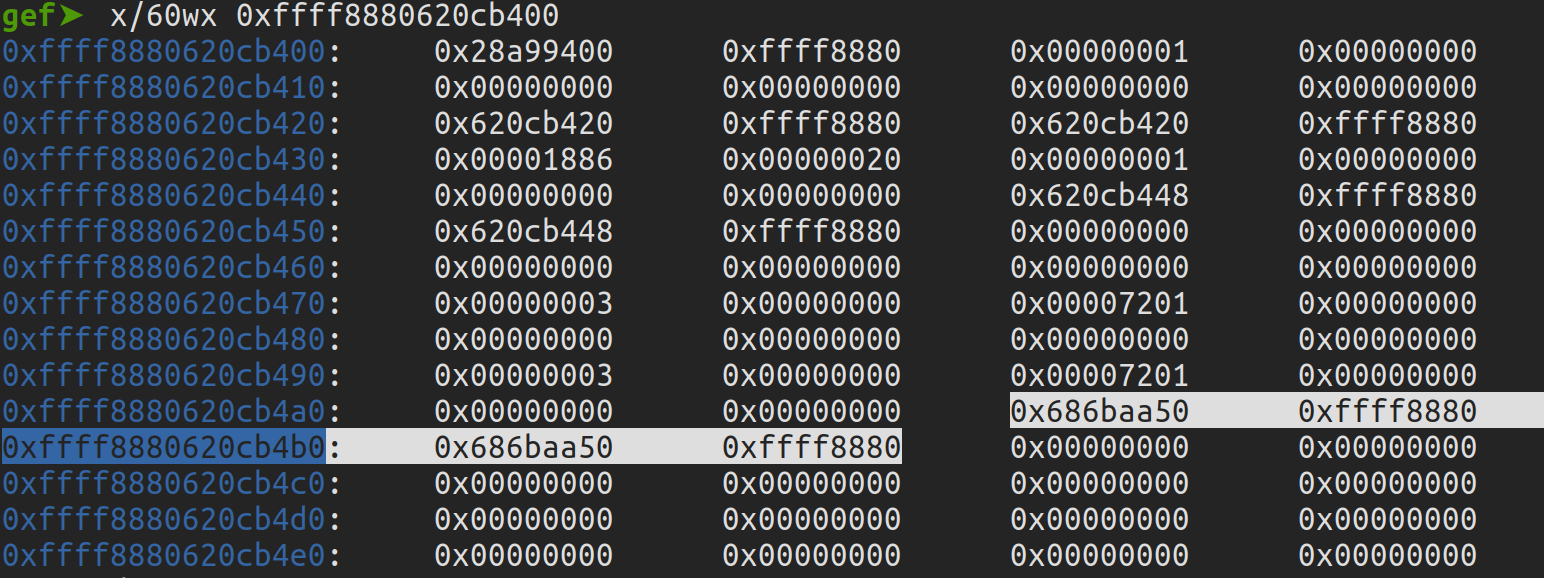 gef➤  x/60wx 0xffff8880620cb400
0xffff8880620cb400: 0x28a99400 0xffff8880 0x00000001 0x00000000
0xffff8880620cb410: 0x00000000 0x00000000 0x00000000 0x00000000
0xffff8880620cb420: 0x620cb420 0xffff8880 0x620cb420 0xffff8880
0xffff8880620cb430: 0x00001886 0x00000020 0x00000001 0x00000000
0xffff8880620cb440: 0x00000000 0x00000000 0x620cb448 0xffff8880
0xffff8880620cb450: 0x620cb448 0xffff8880 0x00000000 0x00000000
0xffff8880620cb460: 0x00000000 0x00000000 0x00000000 0x00000000
0xffff8880620cb470: 0x00000003 0x00000000 0x00007201 0x00000000
0xffff8880620cb480: 0x00000000 0x00000000 0x00000000 0x00000000
0xffff8880620cb490: 0x00000003 0x00000000 0x00007201 0x00000000
0xffff8880620cb4a0: 0x00000000 0x00000000 0x686baa50 0xffff8880
0xffff8880620cb4b0: 0x686baa50 0xffff8880 0x00000000 0x00000000
0xffff8880620cb4c0: 0x00000000 0x00000000 0x00000000 0x00000000
0xffff8880620cb4d0: 0x00000000 0x00000000 0x00000000 0x00000000
0xffff8880620cb4e0: 0x00000000 0x00000000 0x00000000 0x00000000